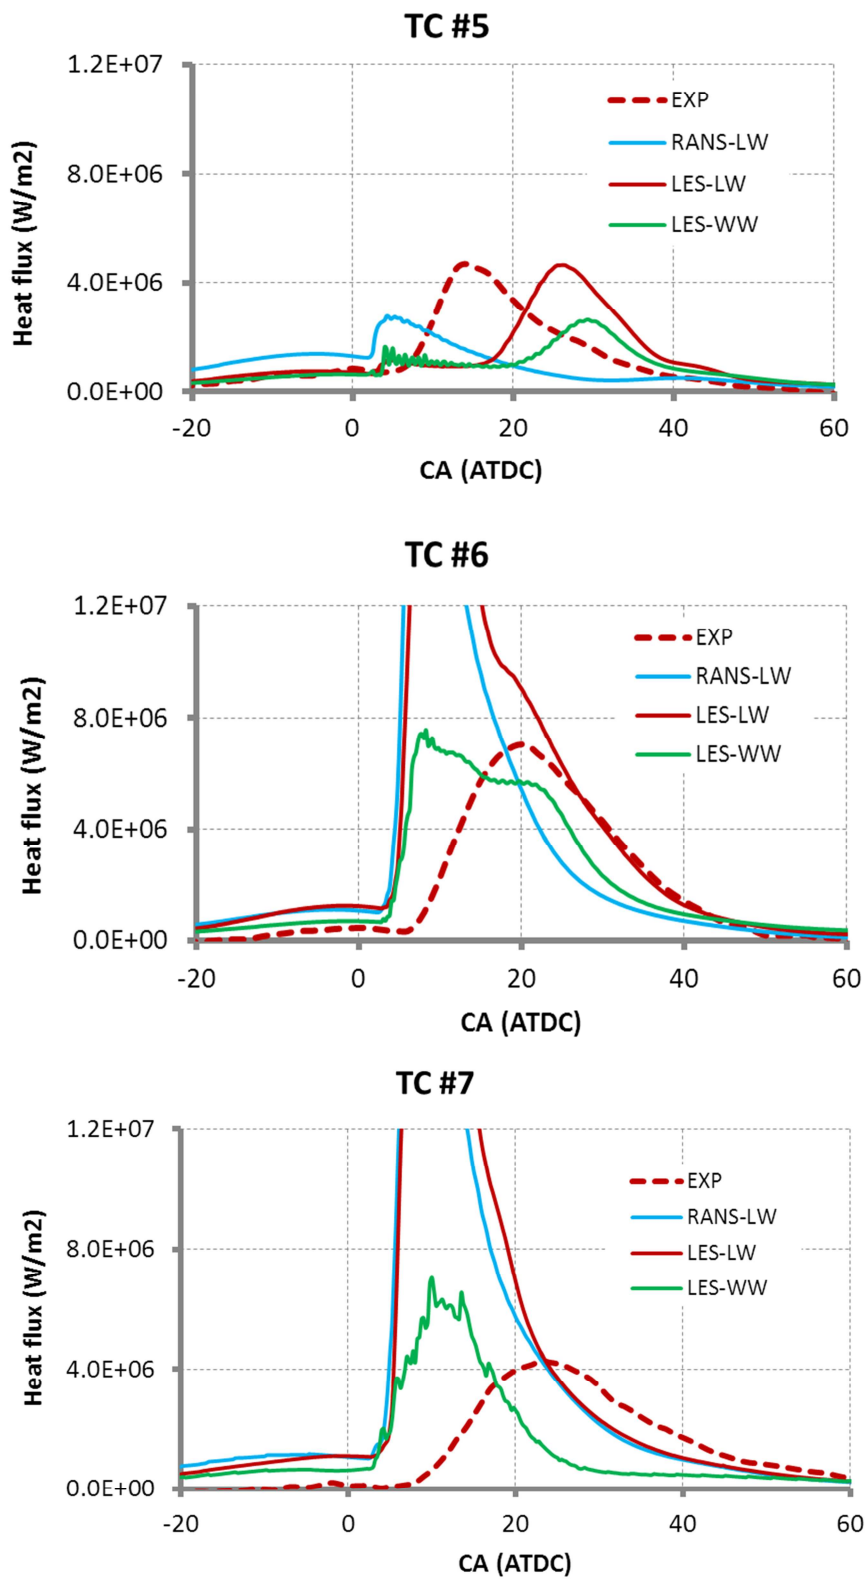 TC #5
1.2E+07
8.0E+06
4.0E+06
0.0E+00
Heat flux (W/m2)
EXP
RANS-LW
LES-LW
LES-WW
-20 0 20 40 60
CA (ATDC)
TC #6
1.2E+07
8.0E+06
4.0E+06
0.0E+00
Heat flux (W/m2)
EXP
RANS-LW
LES-LW
LES-WW
-20 0 20 40 60
CA (ATDC)
TC #7
1.2E+07
8.0E+06
4.0E+06
0.0E+00
Heat flux (W/m2)
EXP
RANS-LW
LES-LW
LES-WW
-20 0 20 40 60
CA (ATDC)